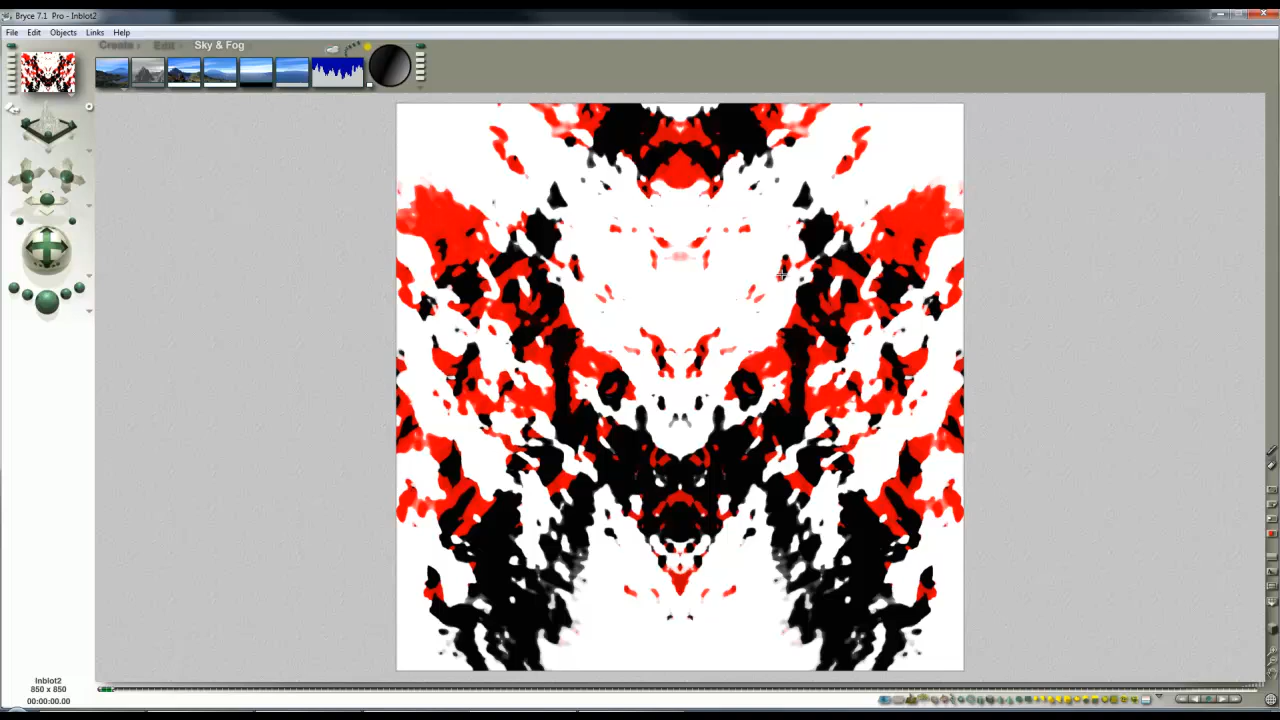 Bryce 7.1 Pro - Inblot2
File Edit Objects Links Help
Create Edit Sky & Fog
Inblot2
850 x 850
00:00:00.00